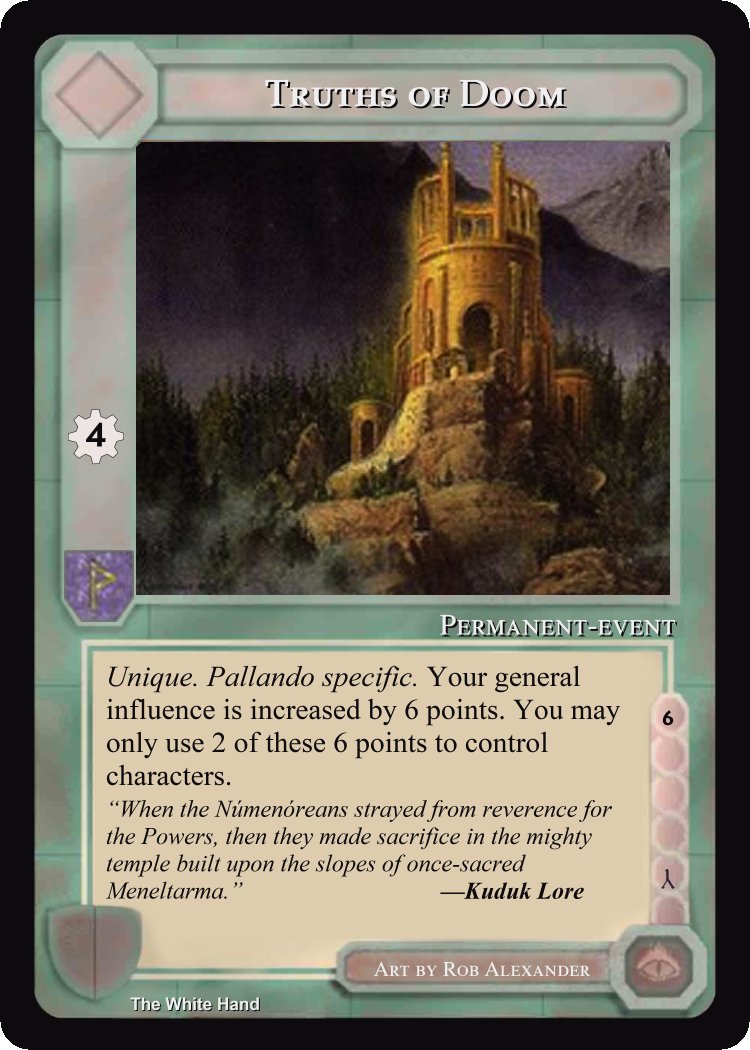 Truths of Doom
4
Permanent-event
Unique. Pallando specific. Your general
influence is increased by 6 points. You may
only use 2 of these 6 points to control
characters.
6
“When the Númenóreans strayed from reverence for
the Powers, then they made sacrifice in the mighty
temple built upon the slopes of once-sacred
Meneltarma.” —Kuduk Lore
Art by Rob Alexander
The White Hand